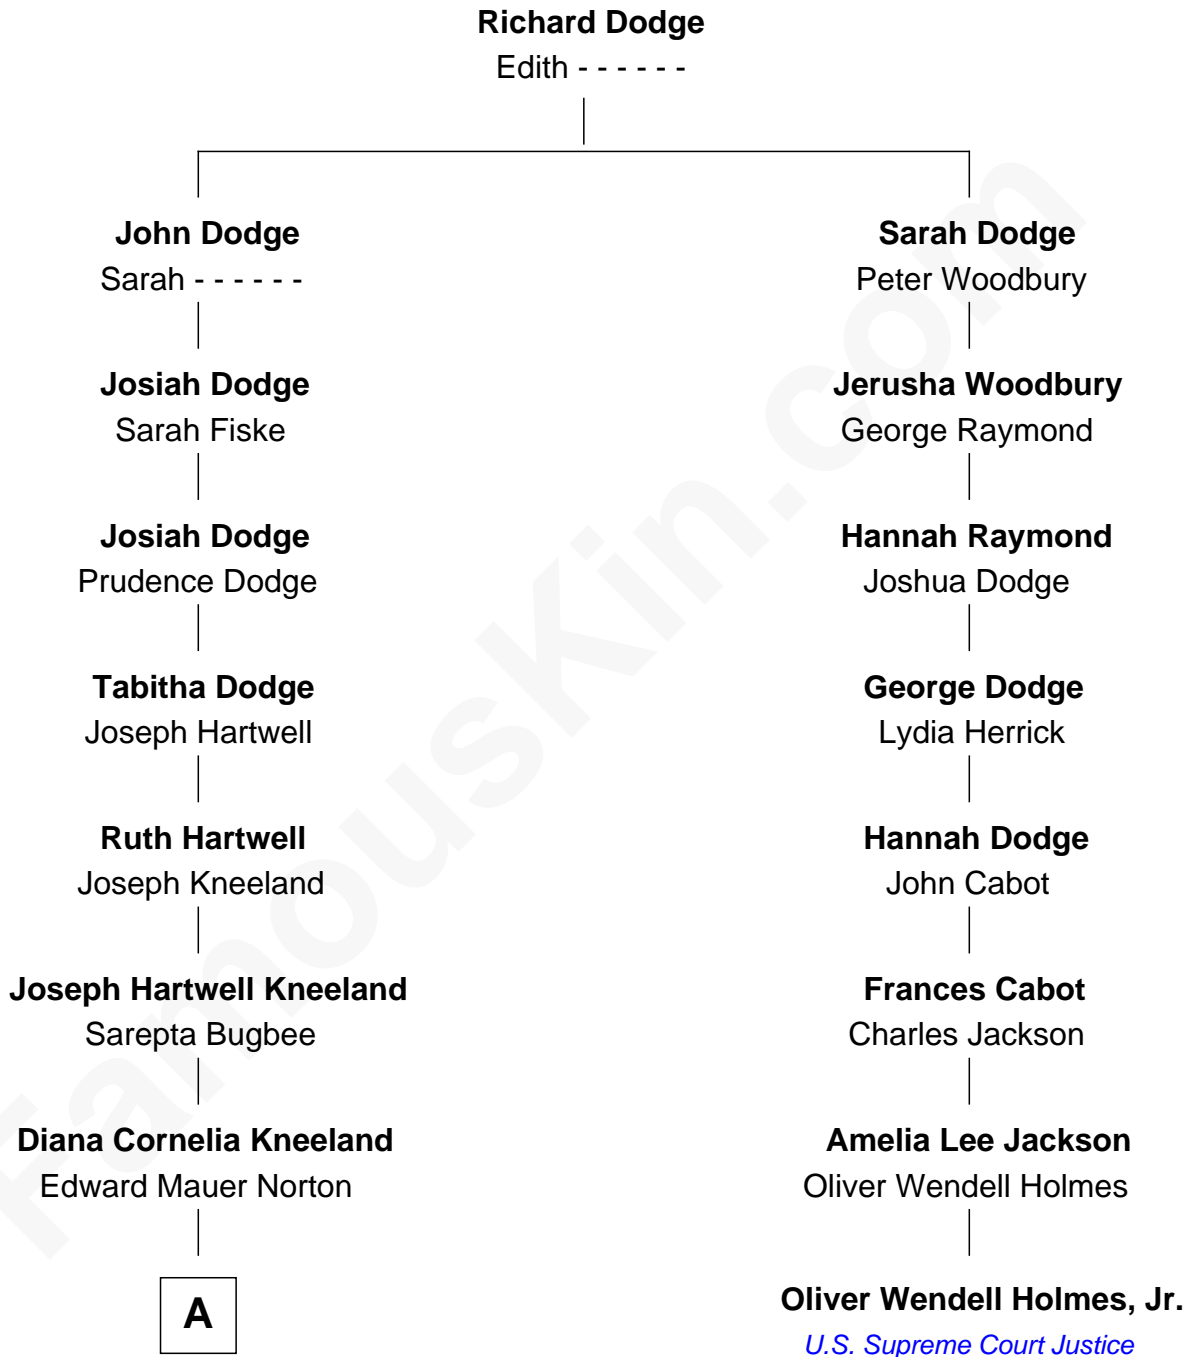 Richard Dodge
Edith - - - - - -
John Dodge
Sarah - - - - - -
Josiah Dodge
Sarah Fiske
Josiah Dodge
Prudence Dodge
Tabitha Dodge
Joseph Hartwell
Ruth Hartwell
Joseph Kneeland
Joseph Hartwell Kneeland
Sarepta Bugbee
Diana Cornelia Kneeland
Edward Mauer Norton
A
Sarah Dodge
Peter Woodbury
Jerusha Woodbury
George Raymond
Hannah Raymond
Joshua Dodge
George Dodge
Lydia Herrick
Hannah Dodge
John Cabot
Frances Cabot
Charles Jackson
Amelia Lee Jackson
Oliver Wendell Holmes
Oliver Wendell Holmes, Jr.
U.S. Supreme Court Justice
FamousKin.com